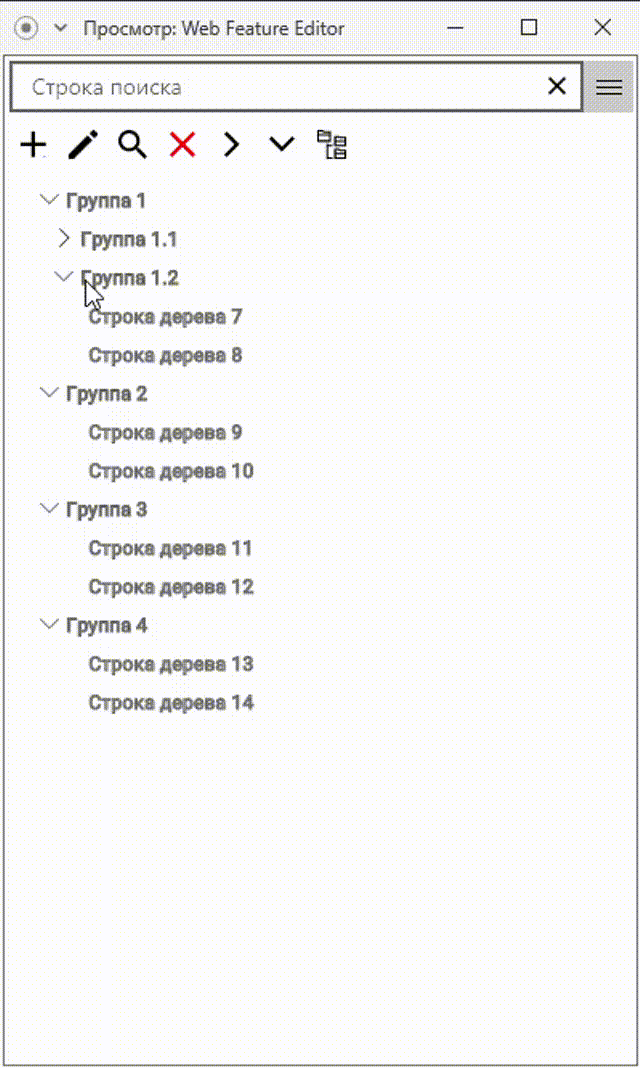 Просмотр: Web Feature Editor
Строка поиска
Группа 1
Группа 1.1
Группа 1.2
Строка дерева 7
Строка дерева 8
Группа 2
Строка дерева 9
Строка дерева 10
Группа 3
Строка дерева 11
Строка дерева 12
Группа 4
Строка дерева 13
Строка дерева 14